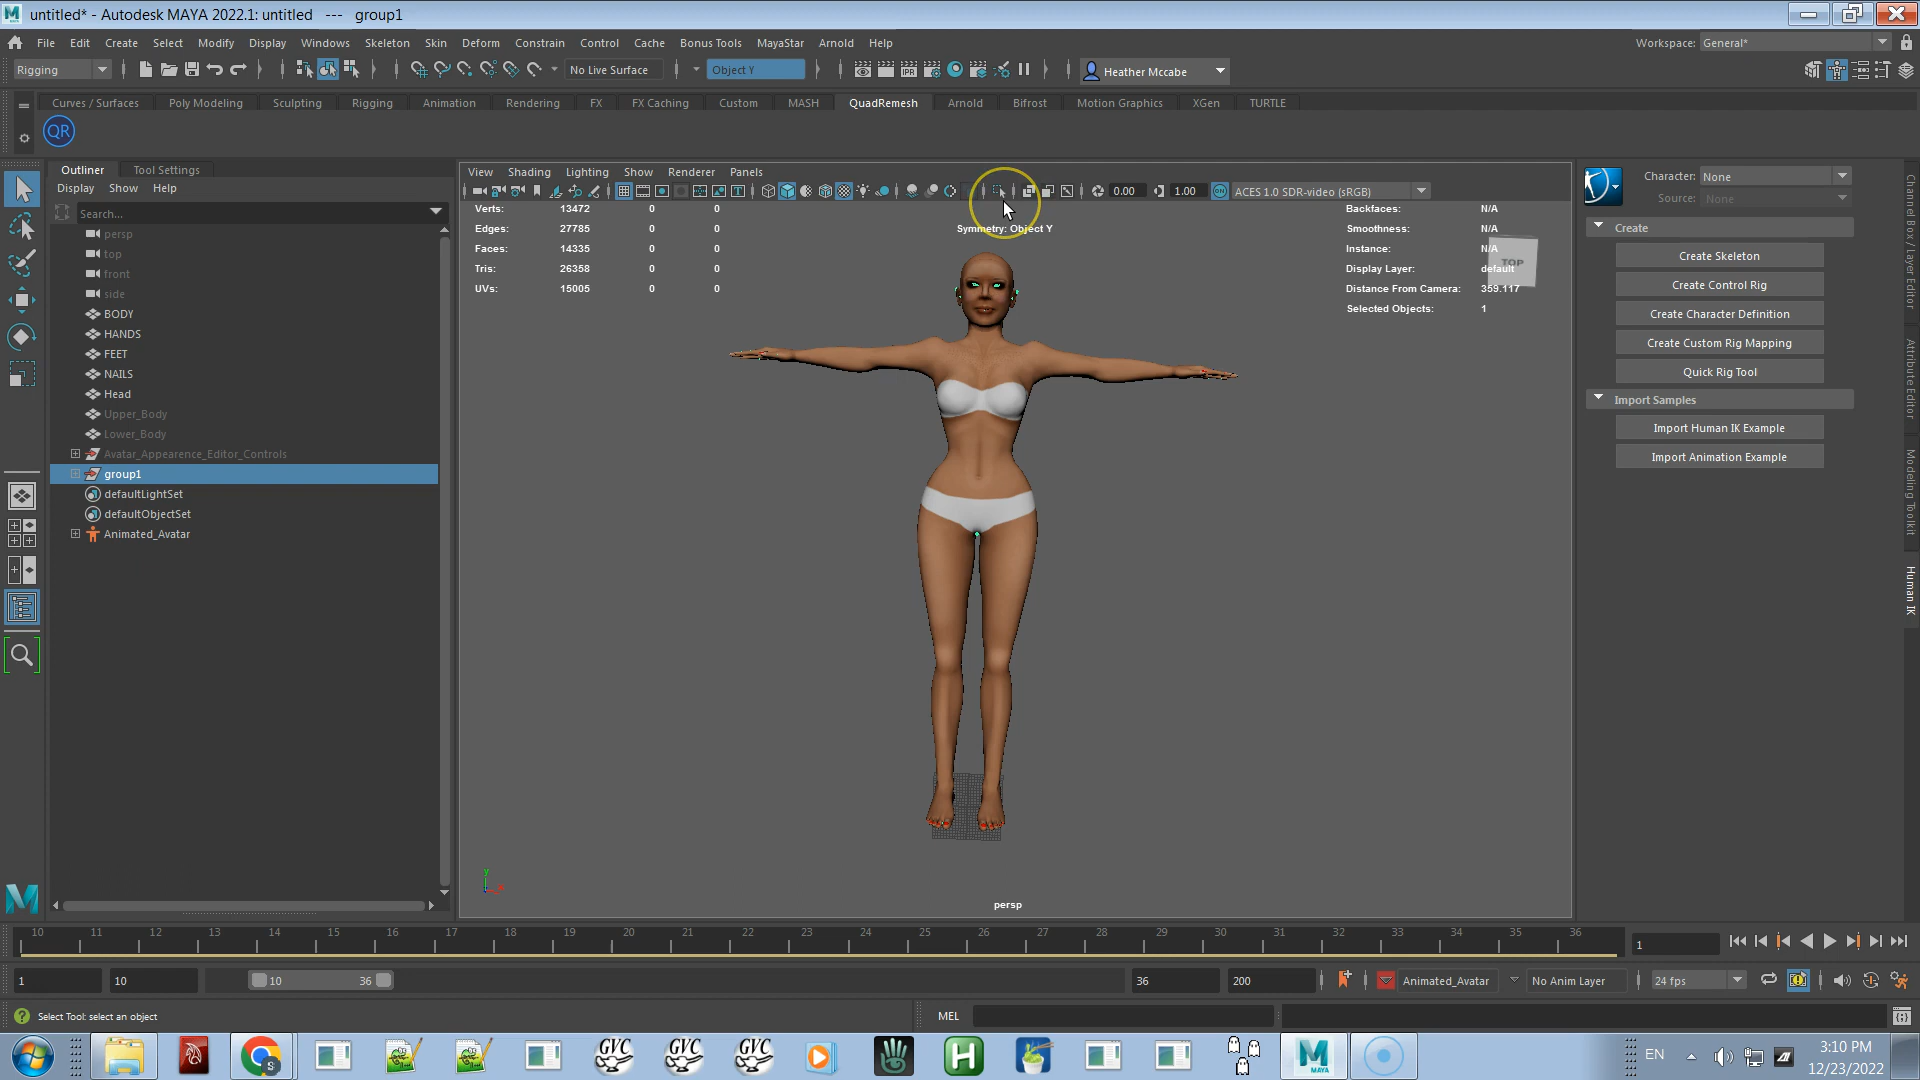 untitled* - Autodesk MAYA 2022.1: untitled --- group1
File Edit Create Select Modify Display Windows Skeleton Skin Deform Constrain Control Cache Bonus Tools MayaStar Arnold Help
Workspace: General*
Rigging No Live Surface Object Y Heather Mccabe
Curves / Surfaces Poly Modeling Sculpting Rigging Animation Rendering FX FX Caching Custom MASH QuadRemesh Arnold Bifrost Motion Graphics XGen TURTLE
QR
Outliner Tool Settings
Display Show Help
Search...
persp
top
front
side
BODY
HANDS
FEET
NAILS
Head
Upper_Body
Lower_Body
Avatar_Appearence_Editor_Controls
group1
defaultLightSet
defaultObjectSet
Animated_Avatar
View Shading Lighting Show Renderer Panels
0.00 1.00 ACES 1.0 SDR-video (sRGB)
Verts: 13472 0 0
Edges: 27785 0 0
Faces: 14335 0 0
Tris: 26358 0 0
UVs: 15005 0 0
Symmetry: Object Y
Backfaces: N/A
Smoothness: N/A
Instance: N/A
Display Layer: default
Distance From Camera: 359.117
Selected Objects: 1
TOP
y
persp
Character: None
Source: None
Create
Create Skeleton
Create Control Rig
Create Character Definition
Create Custom Rig Mapping
Quick Rig Tool
Import Samples
Import Human IK Example
Import Animation Example
Channel Box / Layer Editor
Attribute Editor
Modeling Toolkit
Human IK
10 11 12 13 14 15 16 17 18 19 20 21 22 23 24 25 26 27 28 29 30 31 32 33 34 35 36
1
1 10 10 36 36 200 Animated_Avatar No Anim Layer 24 fps
Select Tool: select an object
MEL
GVC GVC GVC H MAYA
EN
3:10 PM
12/23/2022